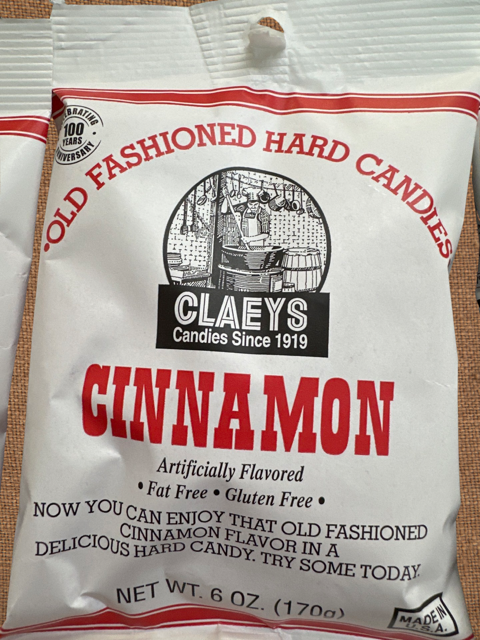 BRATING
100
YEARS
ANNIVERSARY
•OLD FASHIONED HARD CANDIES•
CLAEYS
Candies Since 1919
CINNAMON
Artificially Flavored
• Fat Free • Gluten Free •
NOW YOU CAN ENJOY THAT OLD FASHIONED
CINNAMON FLAVOR IN A
DELICIOUS HARD CANDY. TRY SOME TODAY.
NET WT. 6 OZ. (170g)
MADE IN
U.S.A.